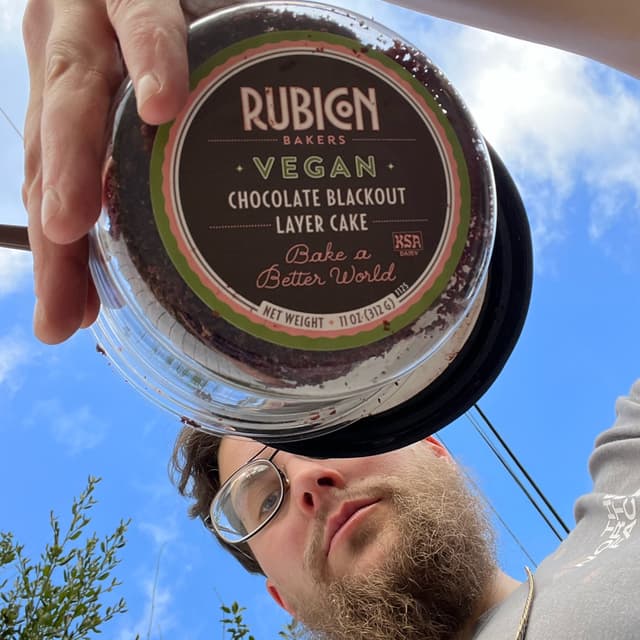 RUBICON
BAKERS
VEGAN
CHOCOLATE BLACKOUT
LAYER CAKE
Bake a
Better World
KSA
DAIRY
NET WEIGHT • 11 OZ (312 G)